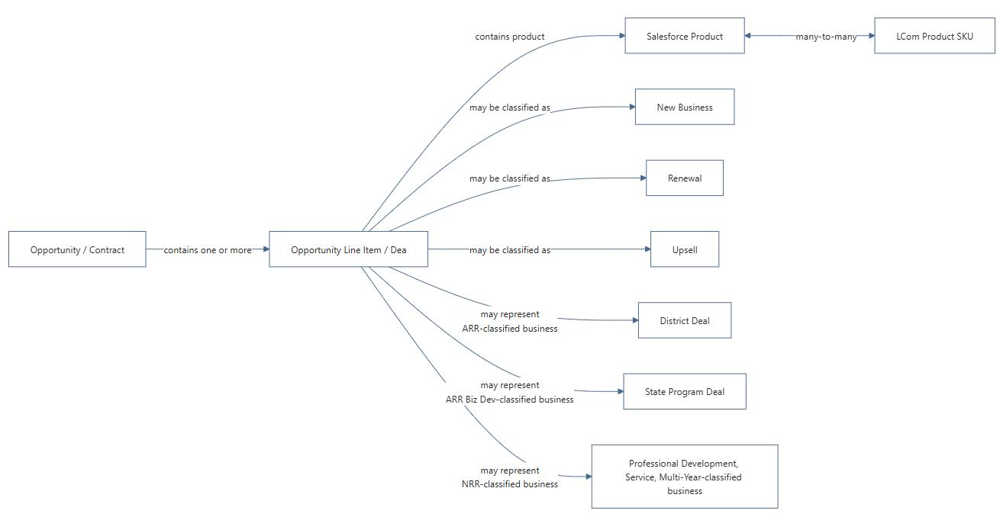 contains product
Salesforce Product
many-to-many
LCom Product SKU
may be classified as
New Business
may be classified as
Renewal
Opportunity / Contract
contains one or more
Opportunity Line Item / Dea
may be classified as
Upsell
may represent
ARR-classified business
District Deal
may represent
ARR Biz Dev-classified business
State Program Deal
may represent
NRR-classified business
Professional Development,
Service, Multi-Year-classified
business